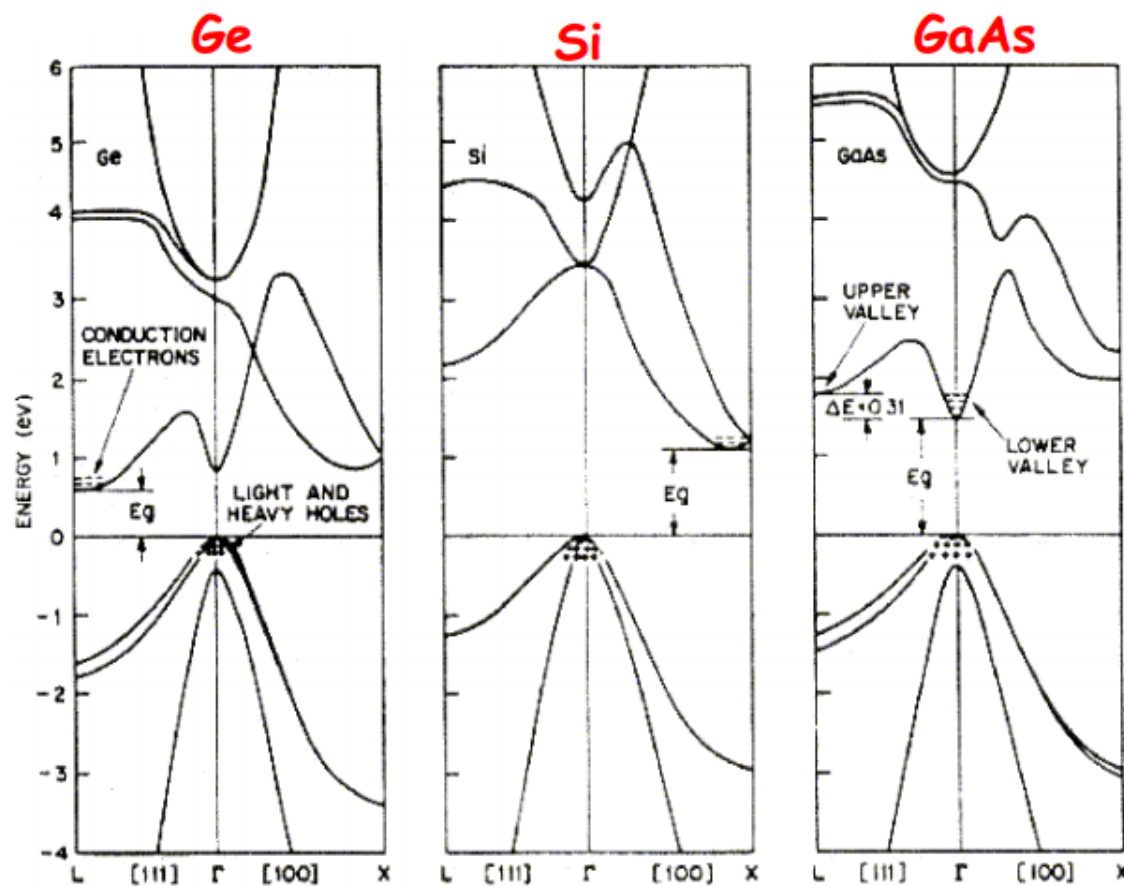 Ge
Si
GaAs
ENERGY (eV)
6
5
4
3
2
1
0
-1
-2
-3
-4
Ge
CONDUCTION
ELECTRONS
Eg
LIGHT AND
HEAVY HOLES
L [111] Γ [100] X
Si
Eg
L [111] Γ [100] X
GaAs
UPPER
VALLEY
ΔE=0.31
LOWER
VALLEY
Eg
L [111] Γ [100] X